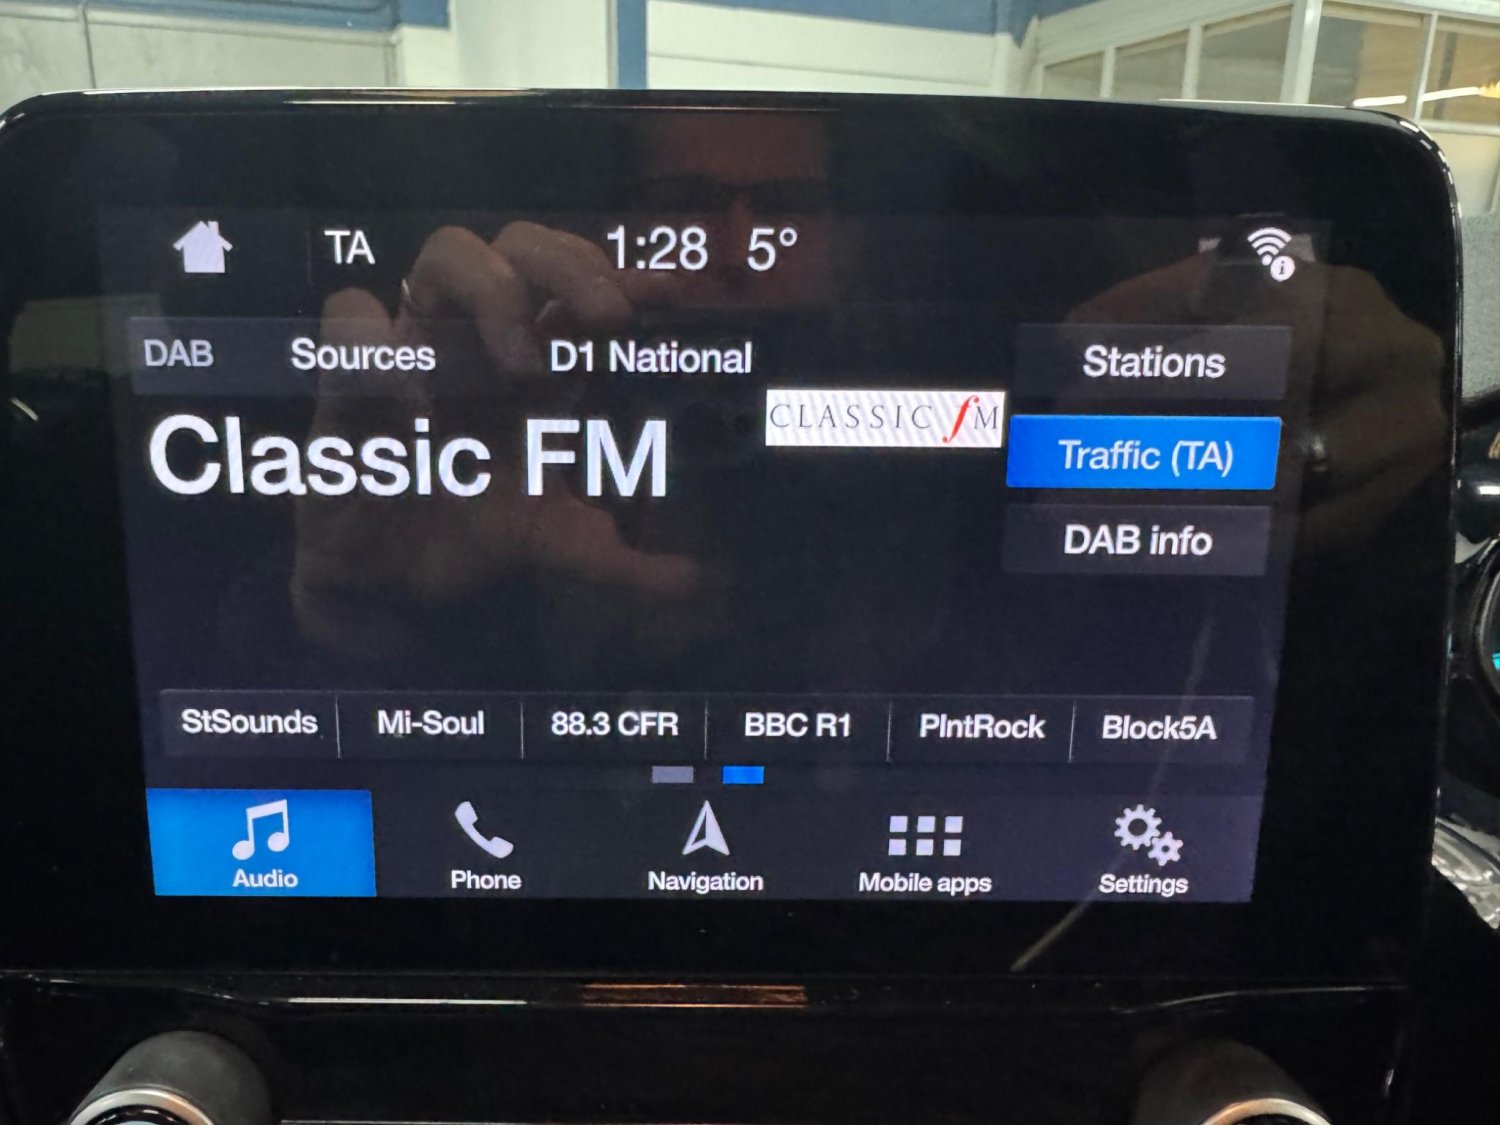 TA
1:28 5°
DAB Sources D1 National Stations
CLASSIC fM
Classic FM
Traffic (TA)
DAB info
StSounds Mi-Soul 88.3 CFR BBC R1 PlntRock Block5A
Audio Phone Navigation Mobile apps Settings